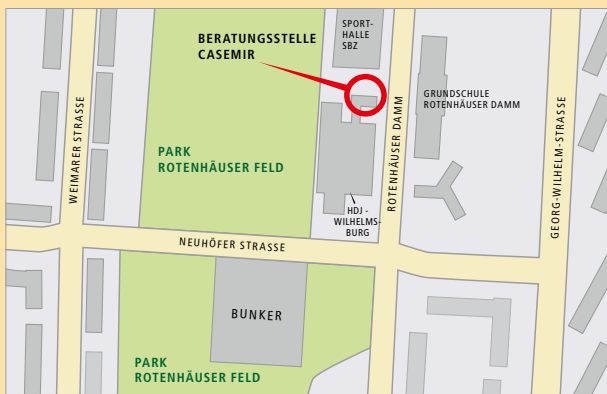 BERATUNGSSTELLE
CASEMIR
SPORT-
HALLE
SBZ
GRUNDSCHULE
ROTENHÄUSER DAMM
WEIMARER STRASSE
PARK
ROTENHÄUSER FELD
ROTENHÄUSER DAMM
GEORG-WILHELM-STRASSE
HDJ -
WILHELMS-
BURG
NEUHÖFER STRASSE
BUNKER
PARK
ROTENHÄUSER FELD